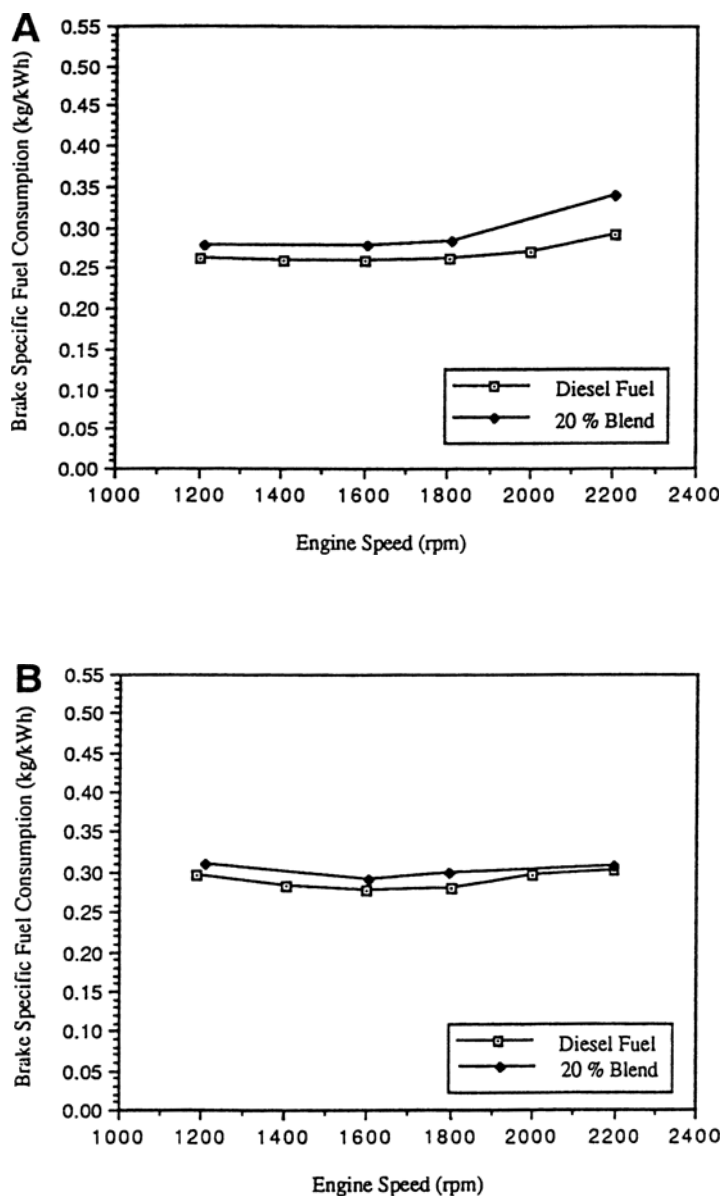 A
Brake Specific Fuel Consumption (kg/kWh)
0.55
0.50
0.45
0.40
0.35
0.30
0.25
0.20
0.15
0.10
0.05
0.00
Diesel Fuel
20 % Blend
1000 1200 1400 1600 1800 2000 2200 2400
Engine Speed (rpm)
B
Brake Specific Fuel Consumption (kg/kWh)
0.55
0.50
0.45
0.40
0.35
0.30
0.25
0.20
0.15
0.10
0.05
0.00
Diesel Fuel
20 % Blend
1000 1200 1400 1600 1800 2000 2200 2400
Engine Speed (rpm)